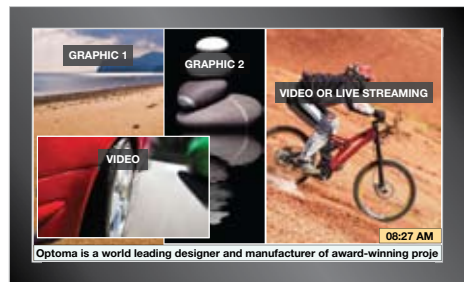 GRAPHIC 1
GRAPHIC 2
VIDEO OR LIVE STREAMING
VIDEO
08:27 AM
Optoma is a world leading designer and manufacturer of award-winning proje